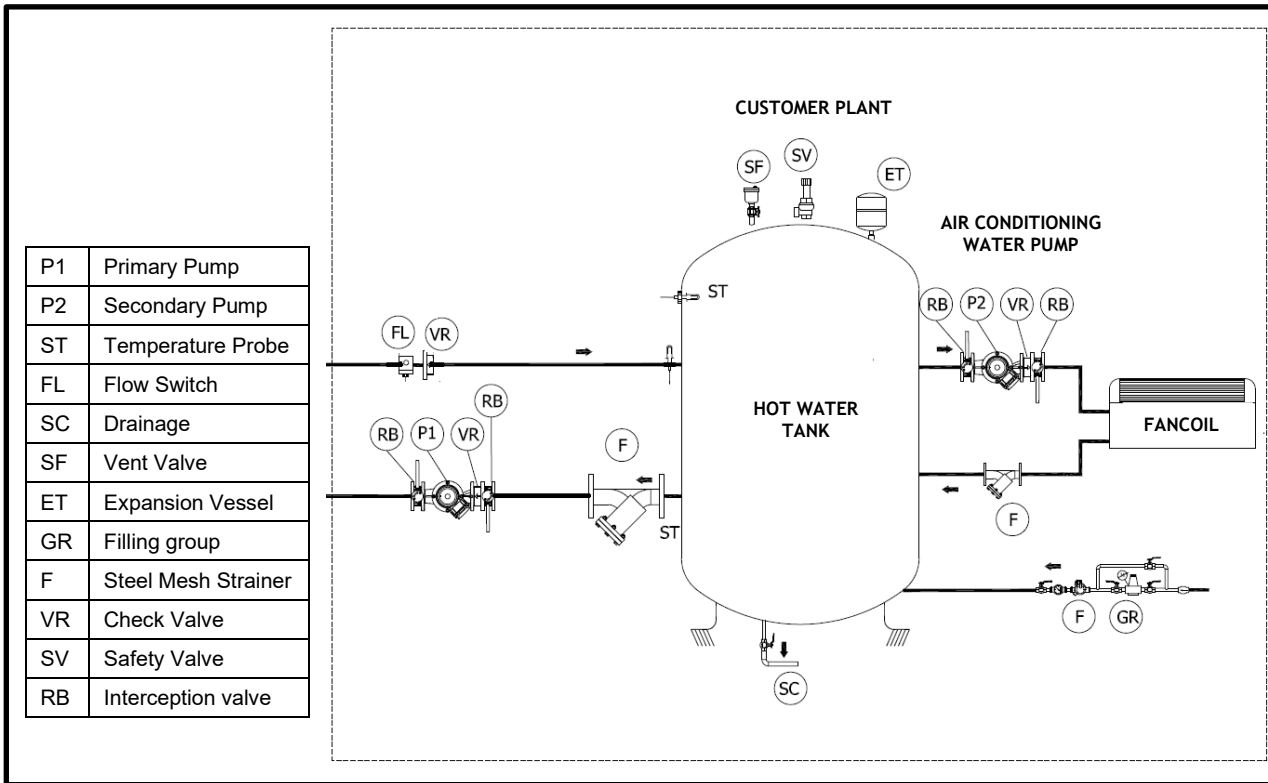 P1 Primary Pump
P2 Secondary Pump
ST Temperature Probe
FL Flow Switch
SC Drainage
SF Vent Valve
ET Expansion Vessel
GR Filling group
F Steel Mesh Strainer
VR Check Valve
SV Safety Valve
RB Interception valve
CUSTOMER PLANT
SF
SV
ET
AIR CONDITIONING
WATER PUMP
ST
RB
P2
VR
RB
FL
VR
RB
HOT WATER
TANK
FANCOIL
RB
P1
VR
F
ST
F
F
GR
SC